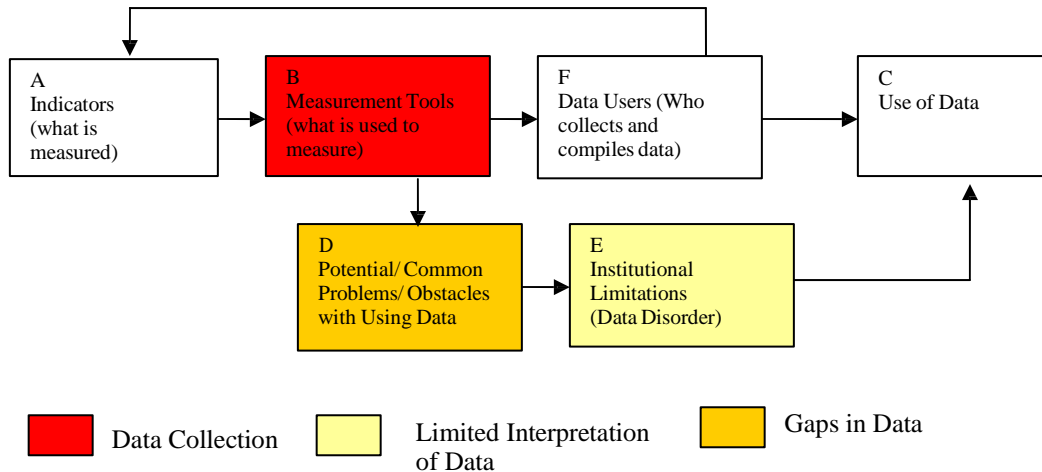 A
Indicators
(what is
measured)
B
Measurement Tools
(what is used to
measure)
F
Data Users (Who
collects and
compiles data)
C
Use of Data
D
Potential/ Common
Problems/ Obstacles
with Using Data
E
Institutional
Limitations
(Data Disorder)
Data Collection
Limited Interpretation
of Data
Gaps in Data